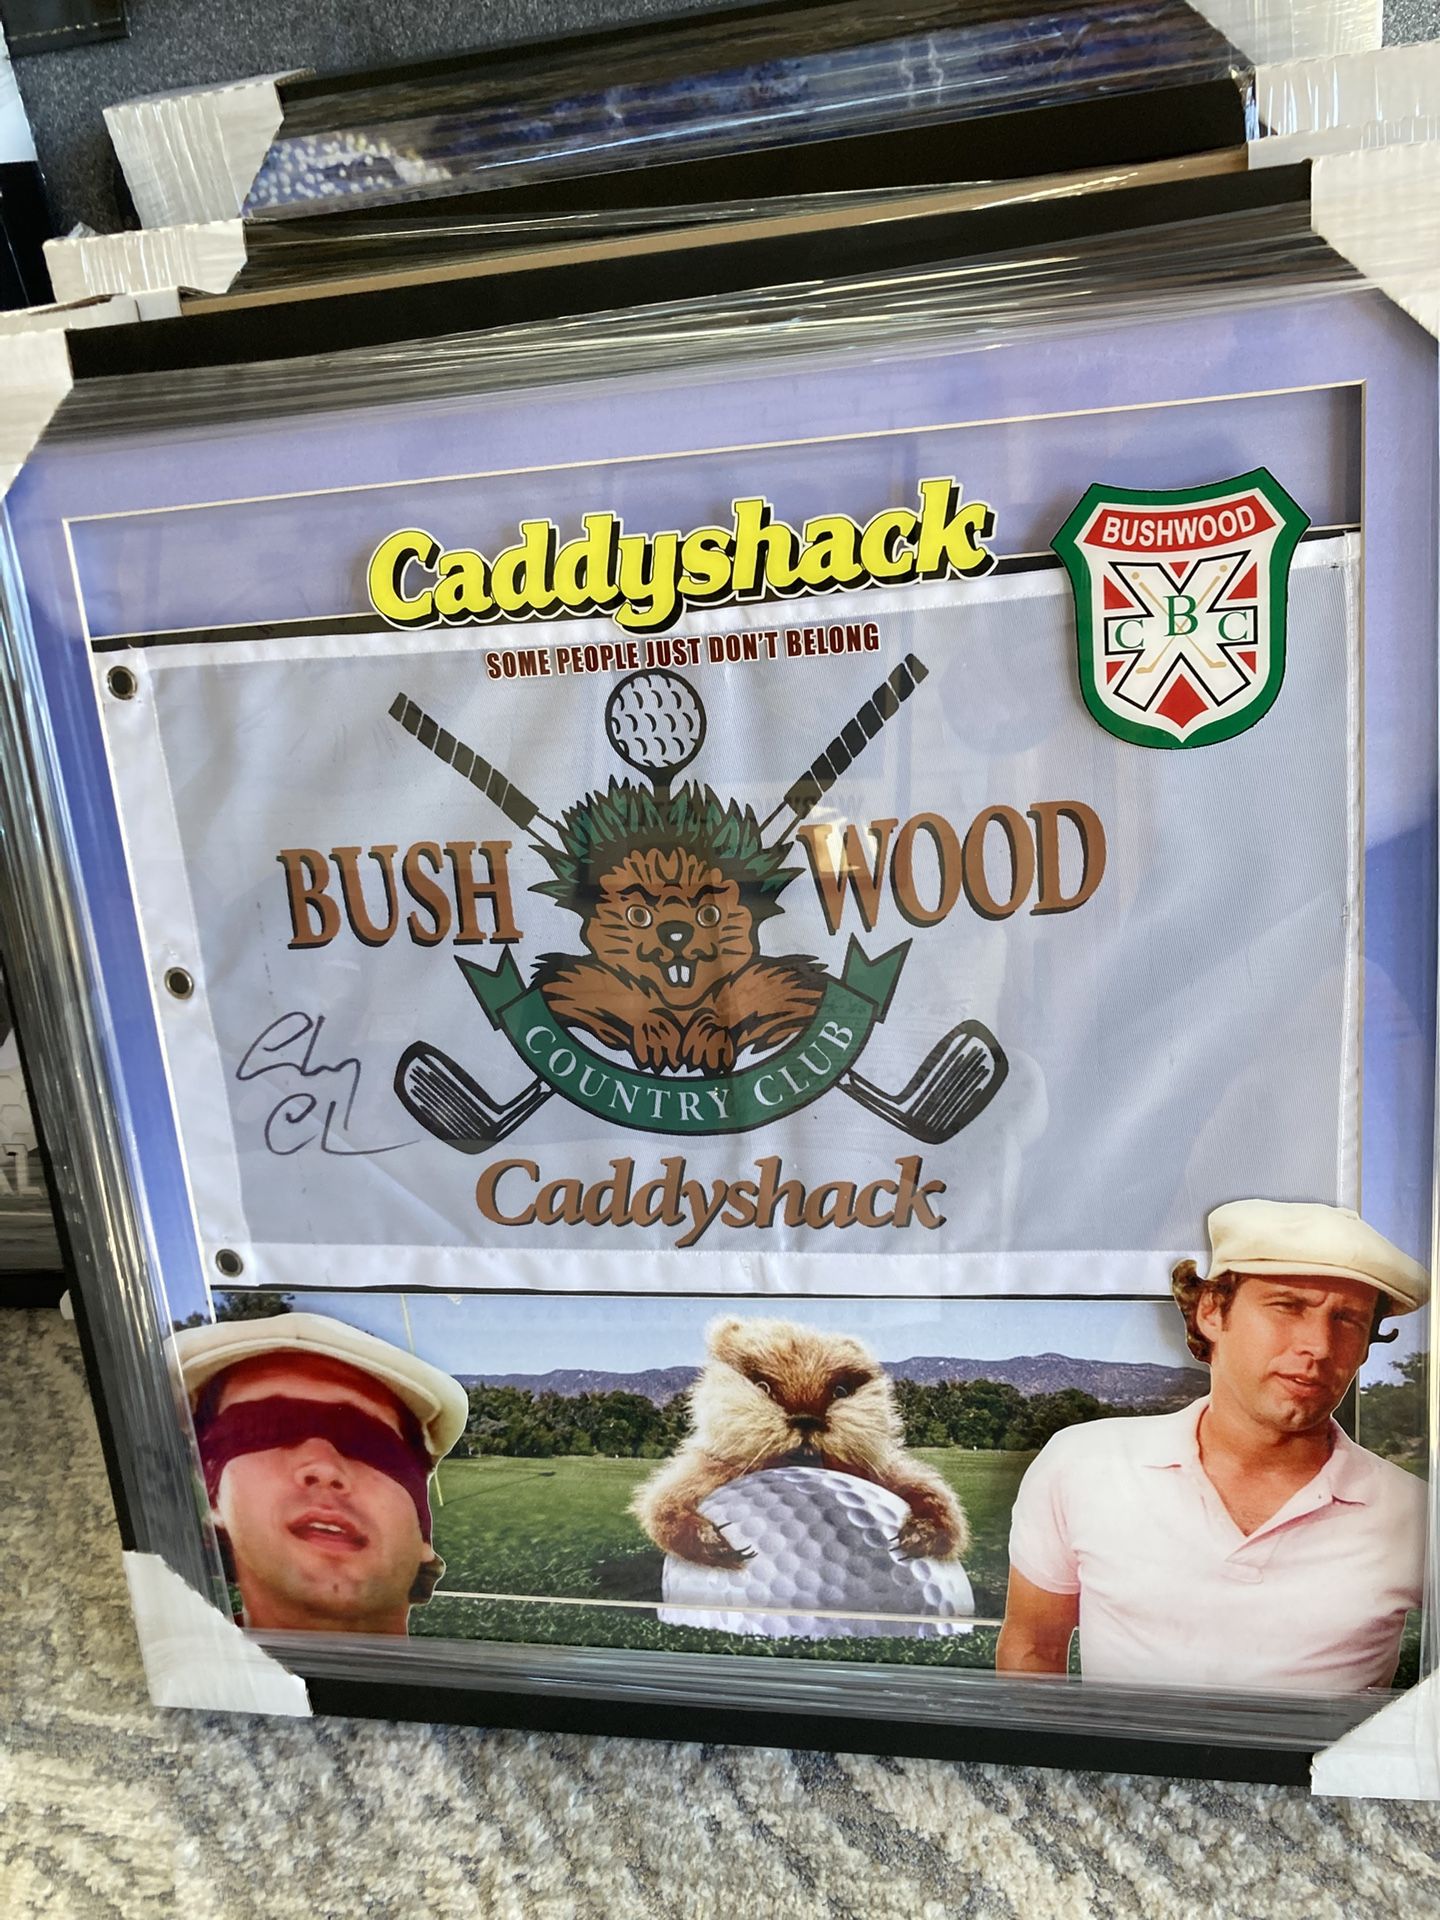 Caddyshack
SOME PEOPLE JUST DON'T BELONG
BUSHWOOD
C B C
BUSH WOOD
COUNTRY CLUB
Caddyshack